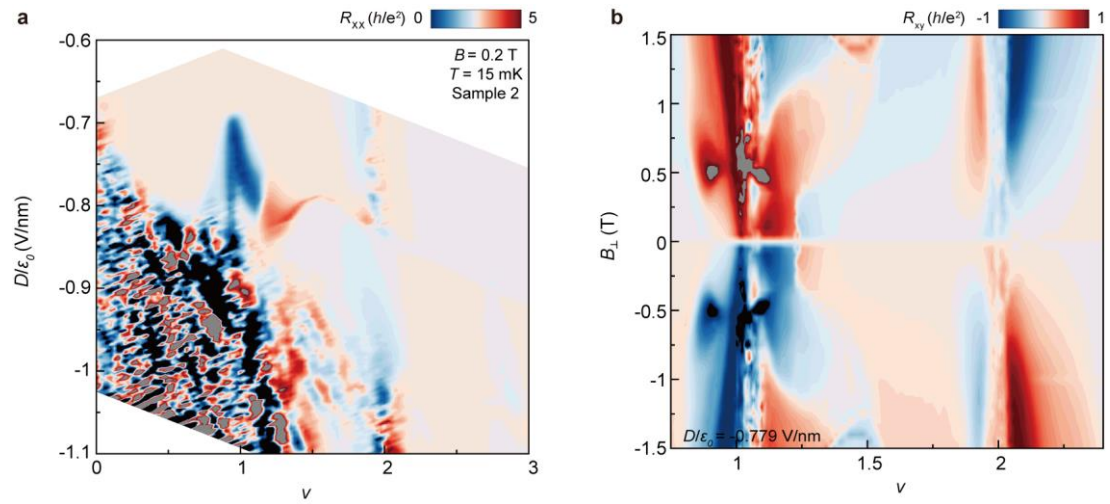 a
R_xx (h/e²) 0 5
-0.6
-0.7
-0.8
-0.9
-1
-1.1
D/ε₀ (V/nm)
B = 0.2 T
T = 15 mK
Sample 2
0 1 2 3
ν
b
R_xy (h/e²) -1 1
1.5
1
0.5
0
-0.5
-1
-1.5
B_⊥ (T)
D/ε₀ = -0.779 V/nm
1 1.5 2
ν